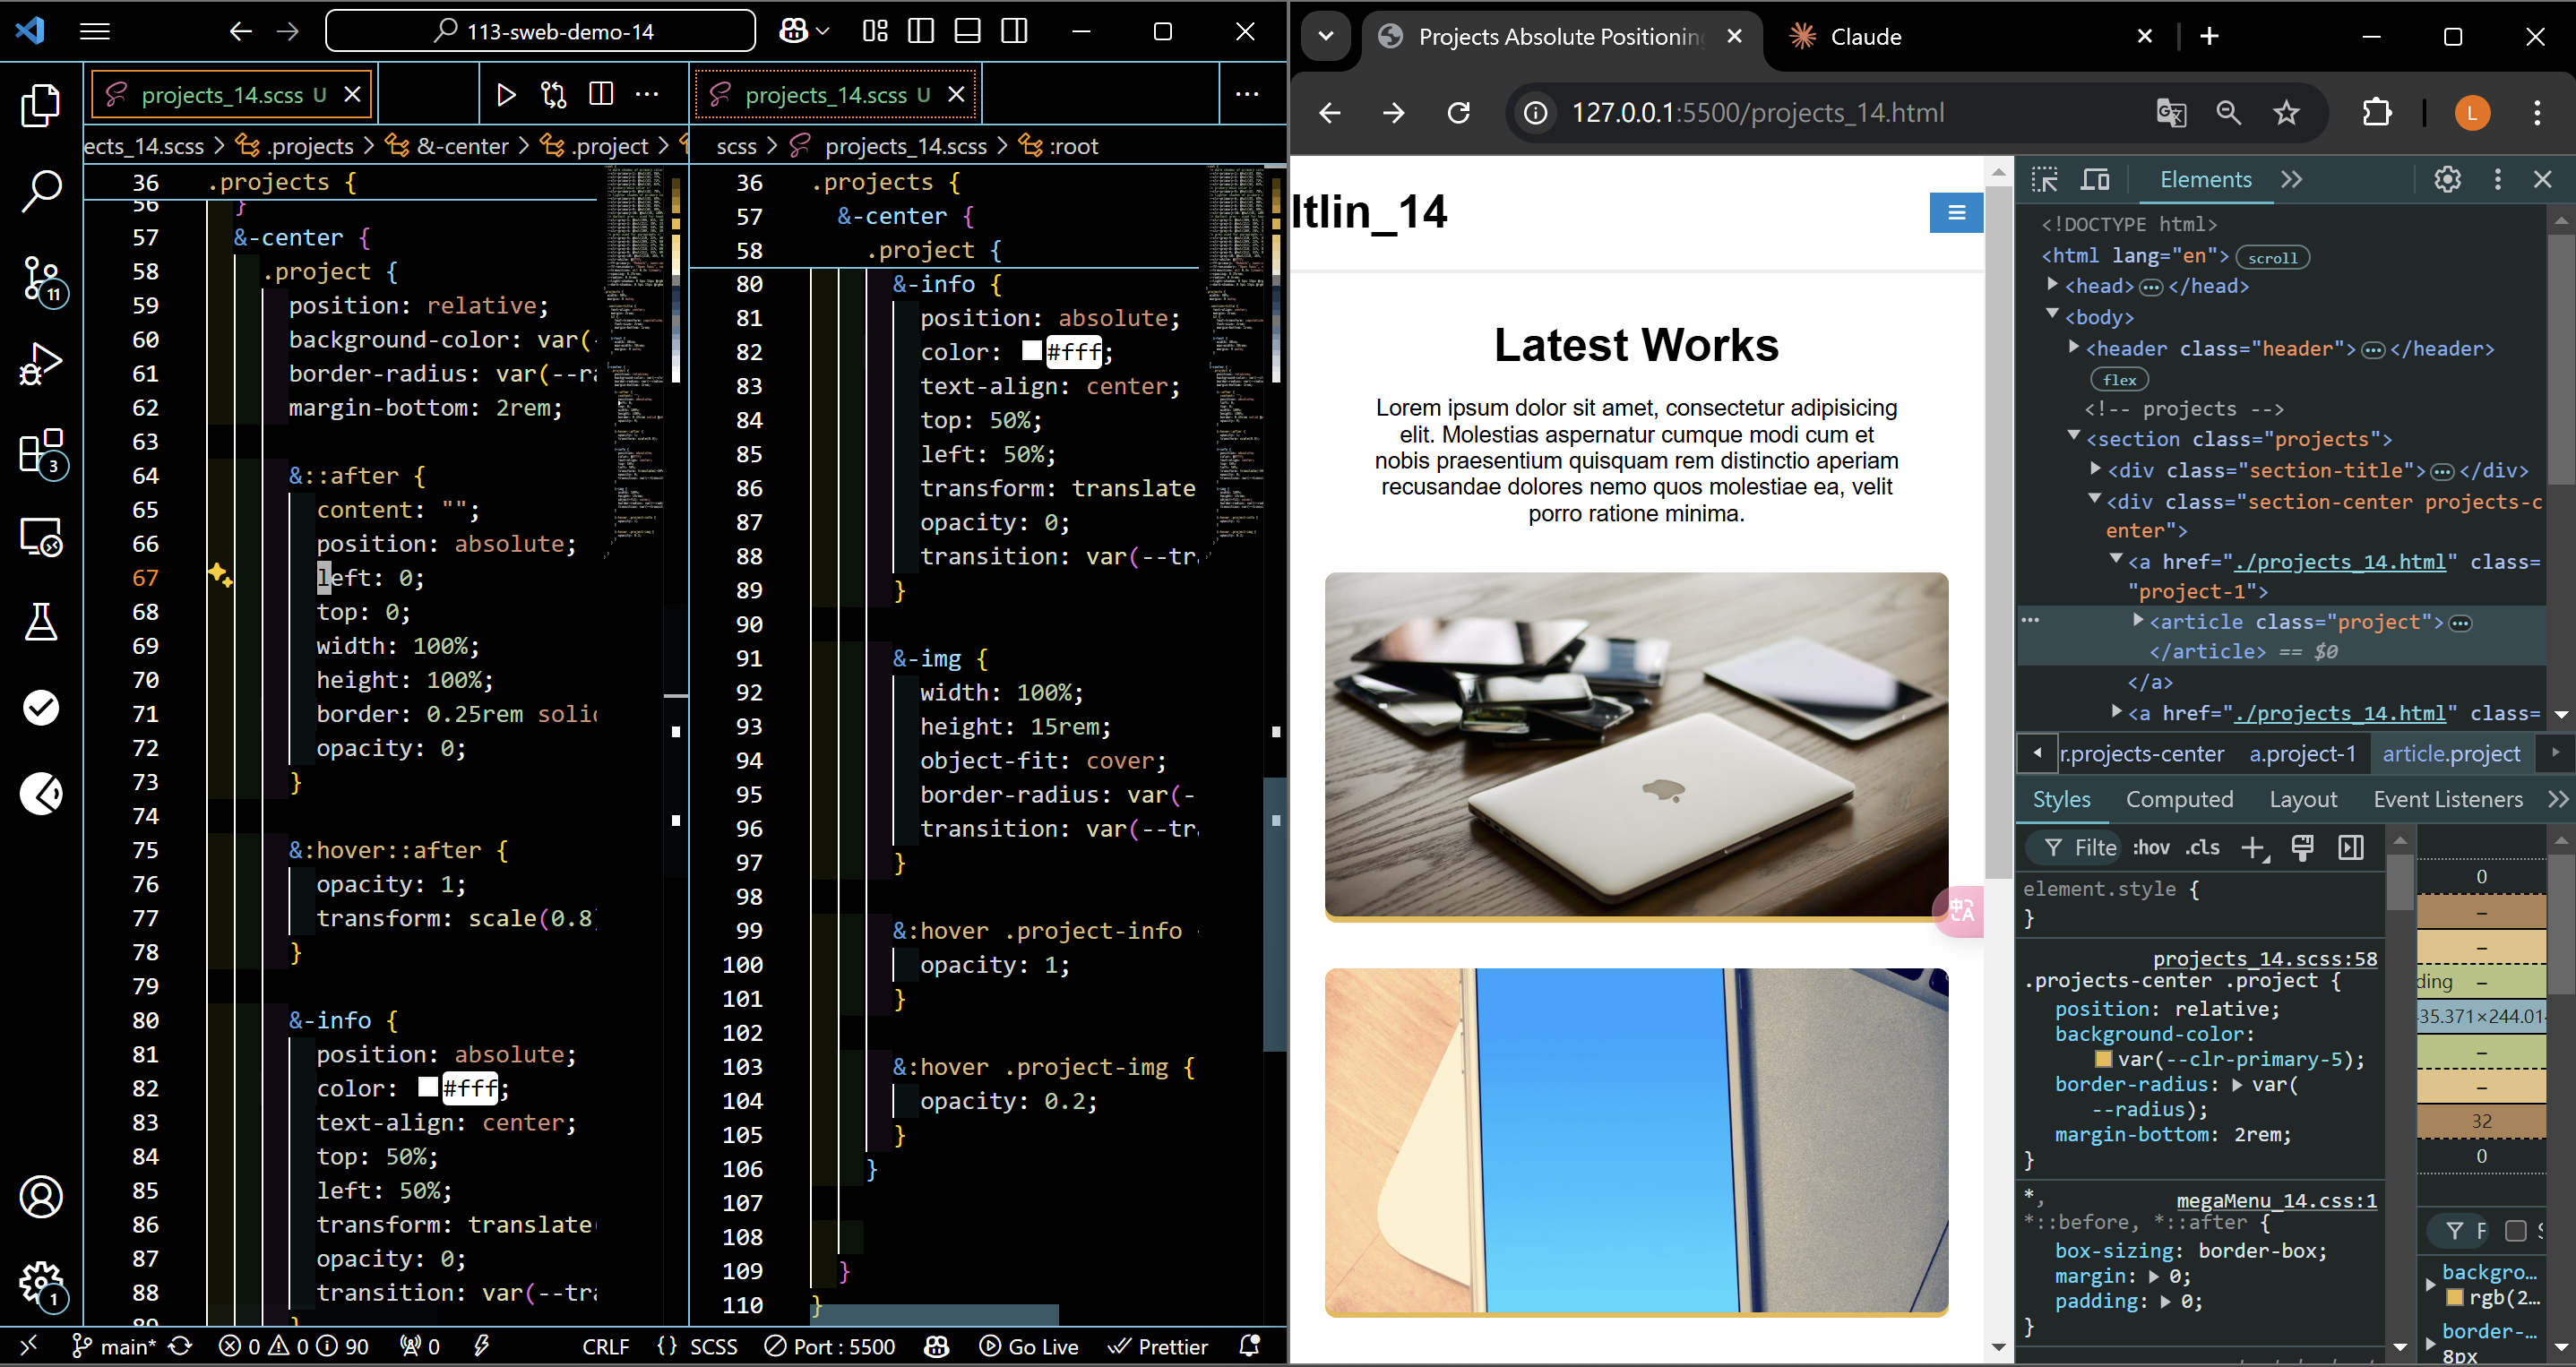 113-sweb-demo-14
projects_14.scss U
projects_14.scss U
ects_14.scss > .projects > &-center > .project >
scss > projects_14.scss > :root
36 .projects {
56 }
57 &-center {
58 .project {
59 position: relative;
60 background-color: var(-
61 border-radius: var(--ra
62 margin-bottom: 2rem;
63
64 &::after {
65 content: "";
66 position: absolute;
67 left: 0;
68 top: 0;
69 width: 100%;
70 height: 100%;
71 border: 0.25rem solid
72 opacity: 0;
73 }
74
75 &:hover::after {
76 opacity: 1;
77 transform: scale(0.8)
78 }
79
80 &-info {
81 position: absolute;
82 color: #fff;
83 text-align: center;
84 top: 50%;
85 left: 50%;
86 transform: translate(
87 opacity: 0;
88 transition: var(--tra
89 }
36 .projects {
57 &-center {
58 .project {
80 &-info {
81 position: absolute;
82 color: #fff;
83 text-align: center;
84 top: 50%;
85 left: 50%;
86 transform: translate
87 opacity: 0;
88 transition: var(--tra
89 }
90
91 &-img {
92 width: 100%;
93 height: 15rem;
94 object-fit: cover;
95 border-radius: var(-
96 transition: var(--tra
97 }
98
99 &:hover .project-info
100 opacity: 1;
101 }
102
103 &:hover .project-img {
104 opacity: 0.2;
105 }
106 }
107
108
109 }
110 }
11
3
1
main* 0 0 90 0 CRLF {} SCSS Port : 5500 Go Live Prettier
Projects Absolute Positioning
Claude
127.0.0.1:5500/projects_14.html
L
ltlin_14
Latest Works
Lorem ipsum dolor sit amet, consectetur adipisicing
elit. Molestias aspernatur cumque modi cum et
nobis praesentium quisquam rem distinctio aperiam
recusandae dolores nemo quos molestiae ea, velit
porro ratione minima.
中A
Elements
<!DOCTYPE html>
<html lang="en"> scroll
<head> ⋯ </head>
<body>
<header class="header"> ⋯ </header>
flex
<!-- projects -->
<section class="projects">
<div class="section-title"> ⋯ </div>
<div class="section-center projects-c
enter">
<a href="./projects_14.html" class=
"project-1">
<article class="project"> ⋯
</article> == $0
</a>
<a href="./projects_14.html" class=
r.projects-center a.project-1 article.project
Styles Computed Layout Event Listeners
Filte :hov .cls
element.style {
}
projects_14.scss:58
.projects-center .project {
position: relative;
background-color:
var(--clr-primary-5);
border-radius: var(
--radius);
margin-bottom: 2rem;
}
*, megaMenu_14.css:1
*::before, *::after {
box-sizing: border-box;
margin: 0;
padding: 0;
}
0
–
–
ding –
35.371×244.01
–
–
32
0
F
backgro…
rgb(2…
border-…
8px